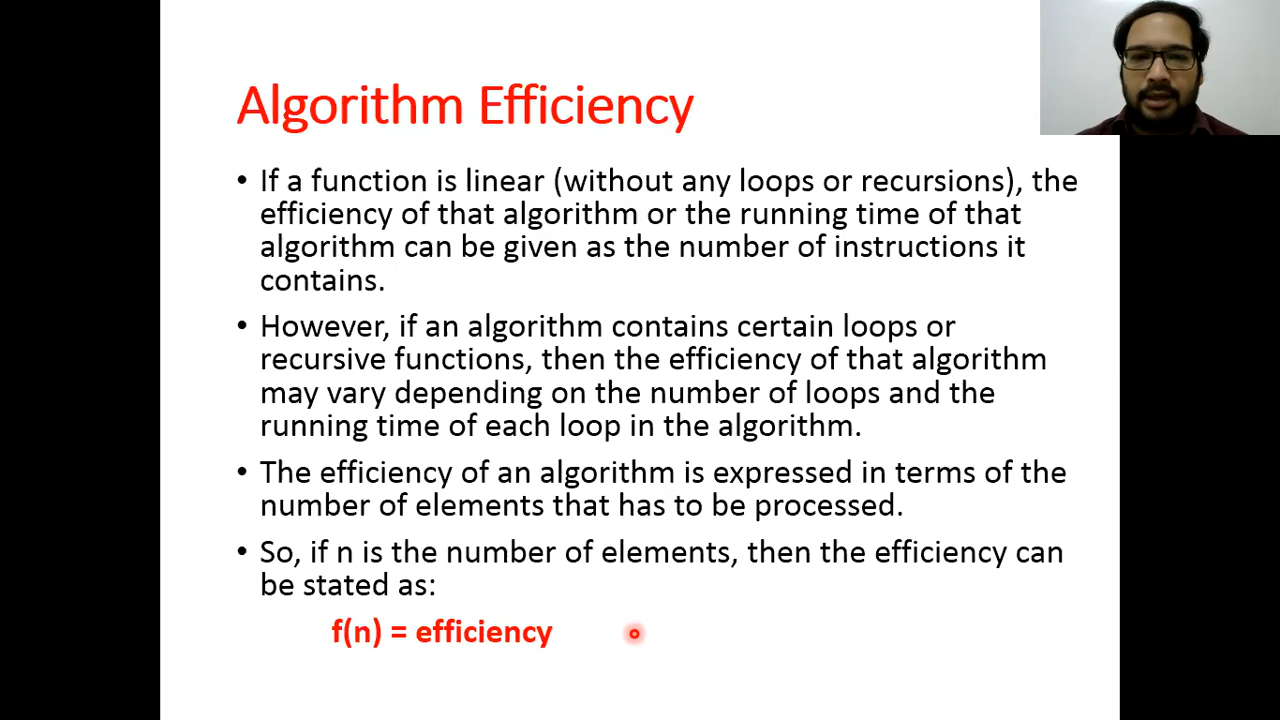 Algorithm Efficiency
• If a function is linear (without any loops or recursions), the
efficiency of that algorithm or the running time of that
algorithm can be given as the number of instructions it
contains.
• However, if an algorithm contains certain loops or
recursive functions, then the efficiency of that algorithm
may vary depending on the number of loops and the
running time of each loop in the algorithm.
• The efficiency of an algorithm is expressed in terms of the
number of elements that has to be processed.
• So, if n is the number of elements, then the efficiency can
be stated as:
f(n) = efficiency